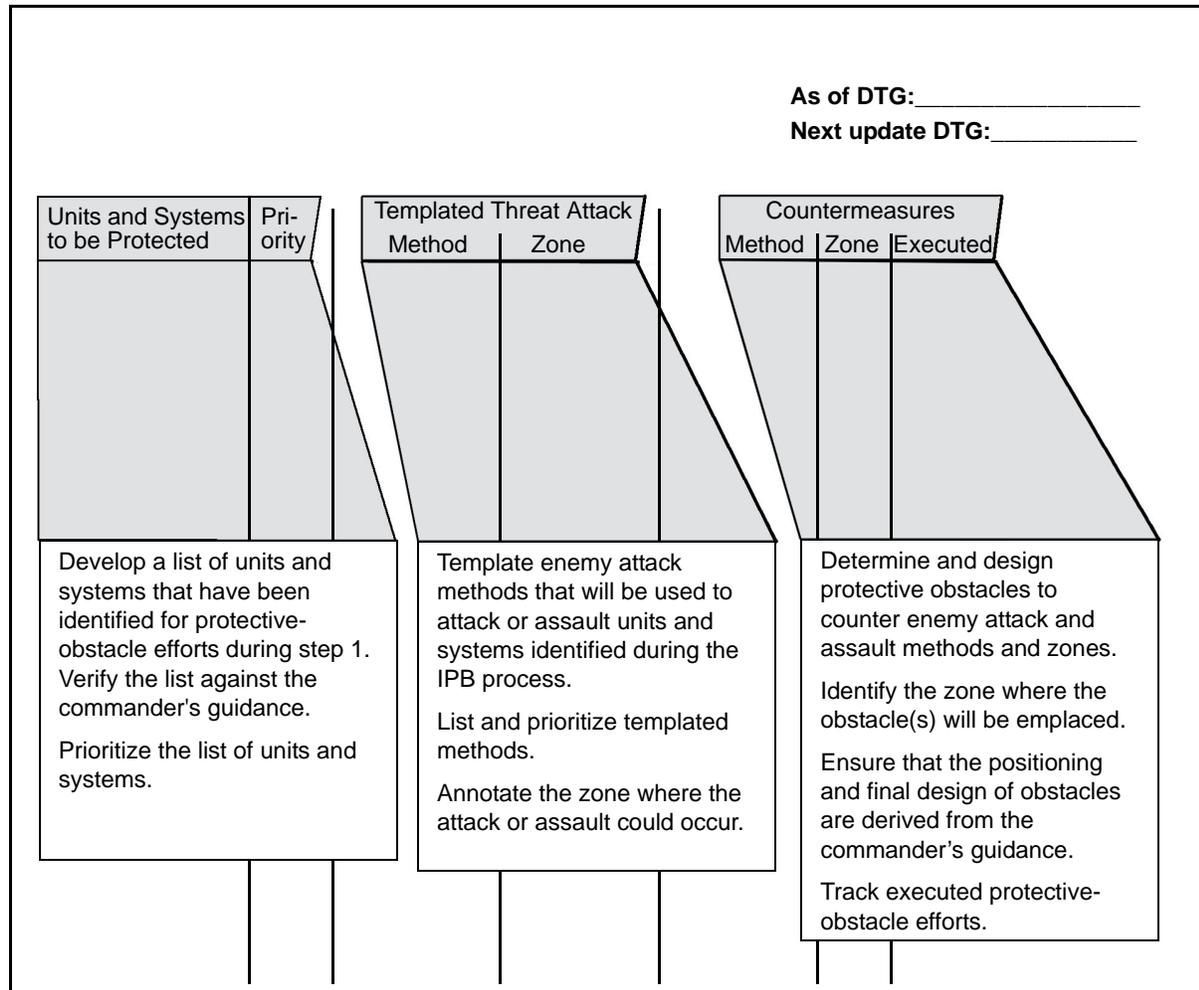 As of DTG:_________________
Next update DTG:___________
Units and Systems
to be Protected
Pri-
ority
Templated Threat Attack
Method
Zone
Countermeasures
Method
Zone
Executed
Develop a list of units and
systems that have been
identified for protective-
obstacle efforts during step 1.
Verify the list against the
commander's guidance.
Prioritize the list of units and
systems.
Template enemy attack
methods that will be used to
attack or assault units and
systems identified during the
IPB process.
List and prioritize templated
methods.
Annotate the zone where the
attack or assault could occur.
Determine and design
protective obstacles to
counter enemy attack and
assault methods and zones.
Identify the zone where the
obstacle(s) will be emplaced.
Ensure that the positioning
and final design of obstacles
are derived from the
commander’s guidance.
Track executed protective-
obstacle efforts.